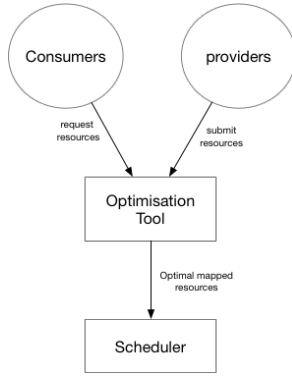 Consumers
providers
request
resources
submit
resources
Optimisation
Tool
Optimal mapped
resources
Scheduler